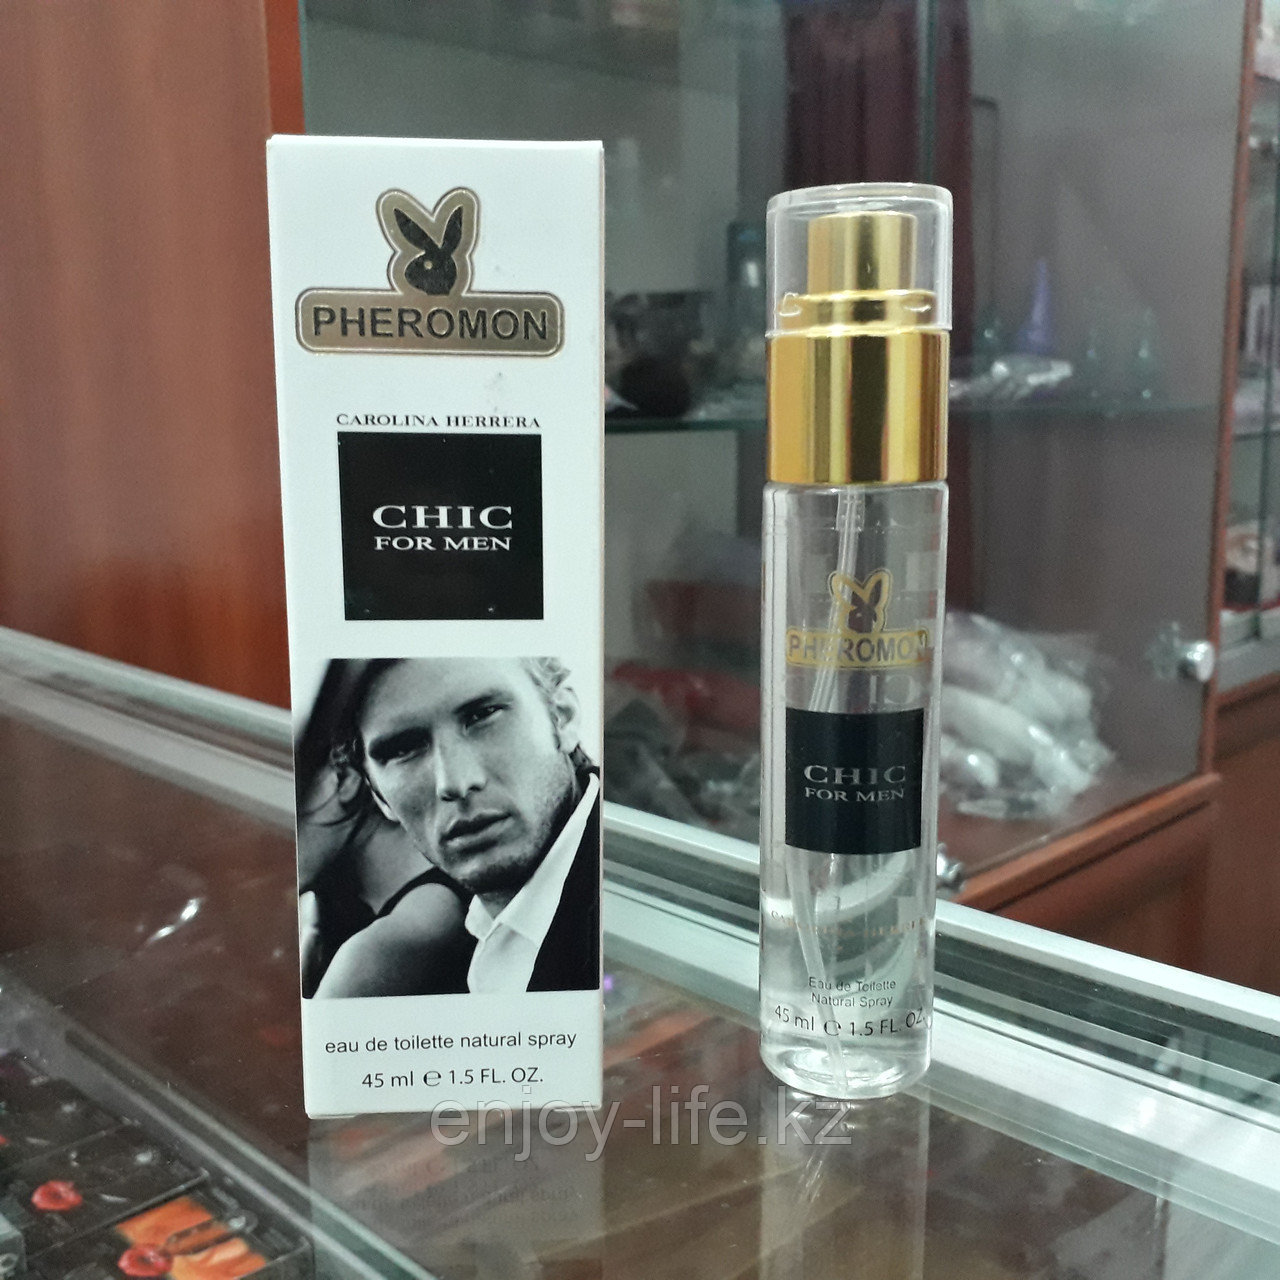 PHEROMON
CAROLINA HERRERA
CHIC
FOR MEN
eau de toilette natural spray
45 ml ℮ 1.5 FL. OZ.
PHEROMON
CHIC
FOR MEN
Eau de Toilette
Natural Spray
45 ml ℮ 1.5 FL. OZ.
enjoy-life.kz